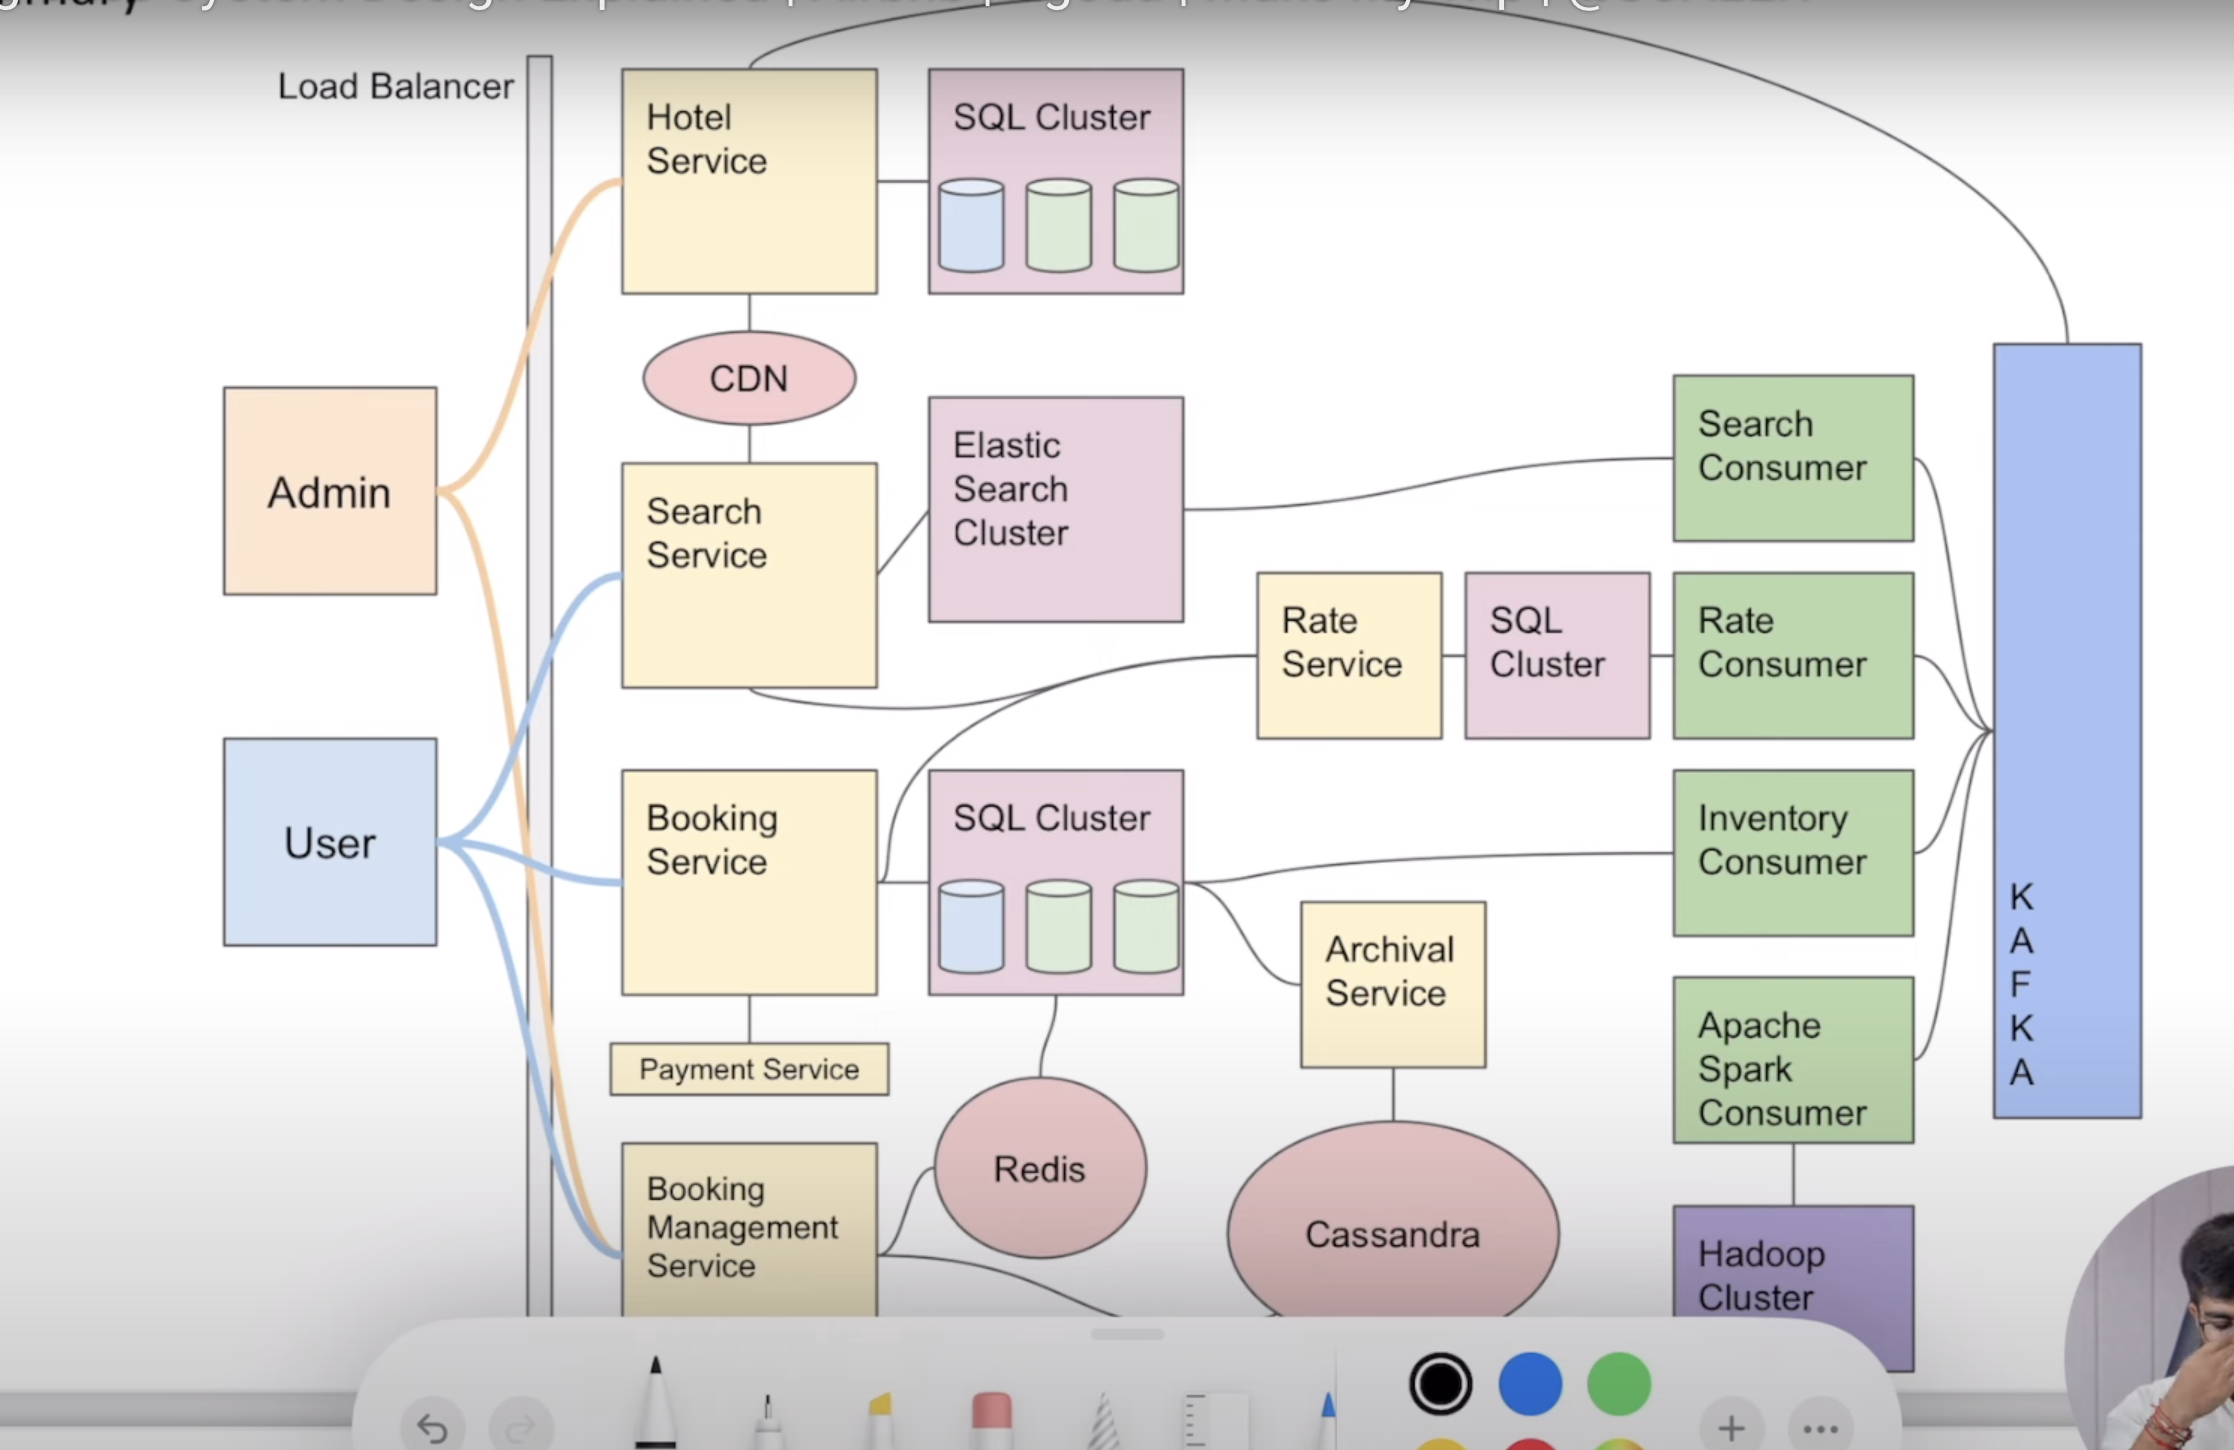 Load Balancer
Hotel
Service
SQL Cluster
CDN
Admin
Search
Service
Elastic
Search
Cluster
Search
Consumer
Rate
Service
SQL
Cluster
Rate
Consumer
User
Booking
Service
SQL Cluster
Inventory
Consumer
K
A
F
K
A
Archival
Service
Payment Service
Apache
Spark
Consumer
Redis
Cassandra
Booking
Management
Service
Hadoop
Cluster